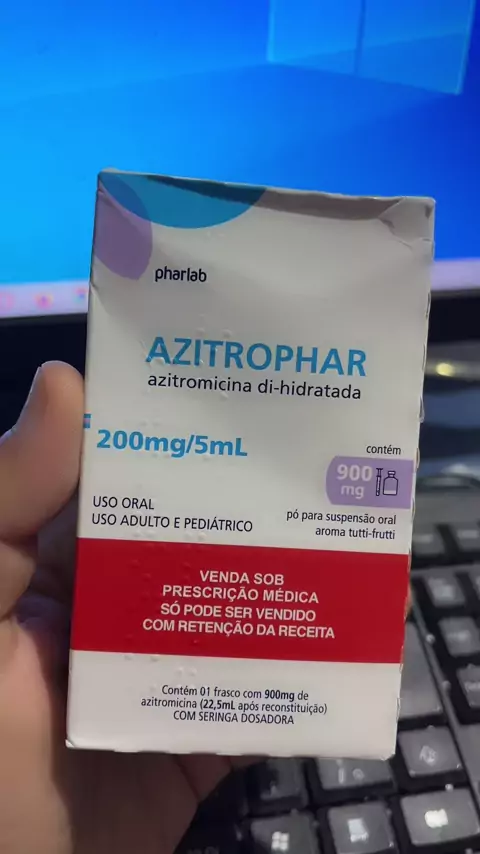 pharlab
AZITROPHAR
azitromicina di-hidratada
200mg/5mL
contém
900
mg
USO ORAL
USO ADULTO E PEDIÁTRICO
pó para suspensão oral
aroma tutti-frutti
VENDA SOB
PRESCRIÇÃO MÉDICA
SÓ PODE SER VENDIDO
COM RETENÇÃO DA RECEITA
Contém 01 frasco com 900mg de
azitromicina (22,5mL após reconstituição)
COM SERINGA DOSADORA